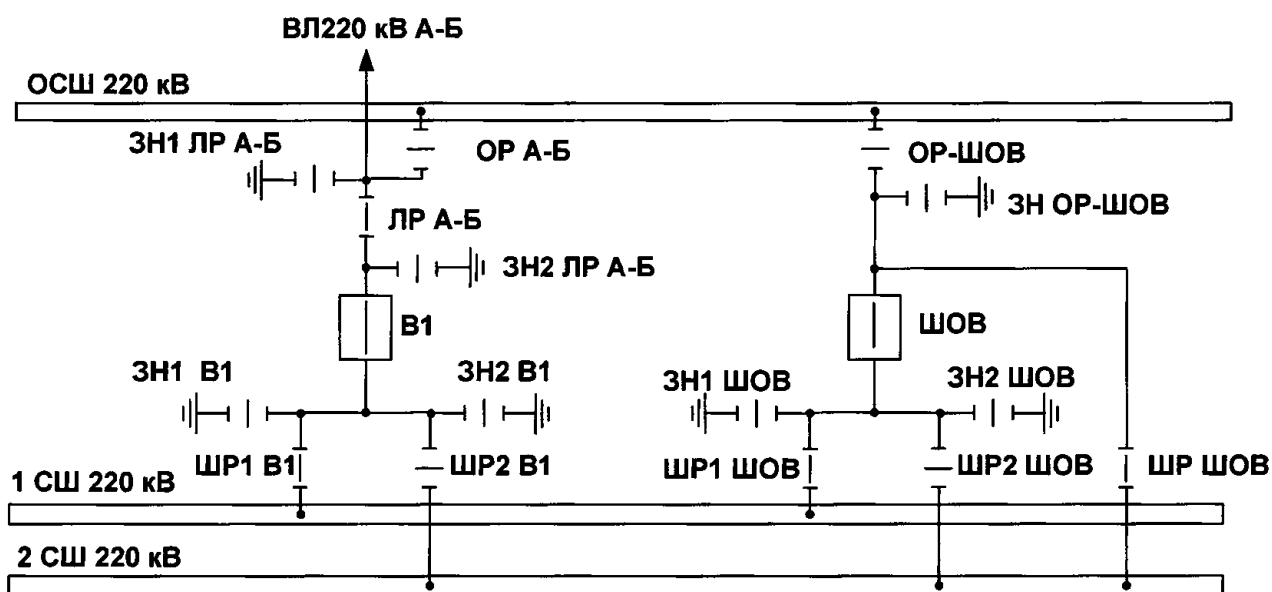 ВЛ220 кВ А-Б
ОСШ 220 кВ
ЗН1 ЛР А-Б
ОР А-Б
ОР-ШОВ
ЗН ОР-ШОВ
ЛР А-Б
ЗН2 ЛР А-Б
В1
ШОВ
ЗН1 В1
ЗН2 В1
ЗН1 ШОВ
ЗН2 ШОВ
ШР1 В1
ШР2 В1
ШР1 ШОВ
ШР2 ШОВ
ШР ШОВ
1 СШ 220 кВ
2 СШ 220 кВ